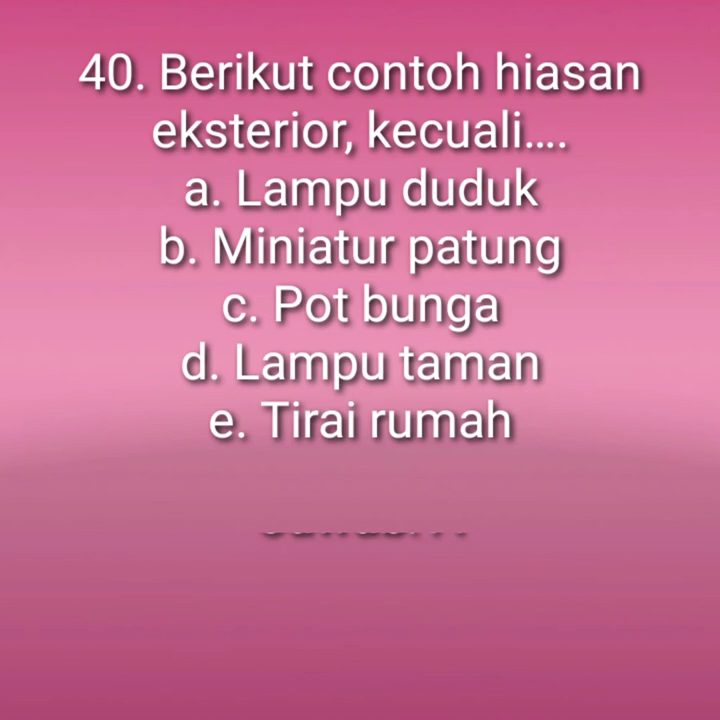 40. Berikut contoh hiasan
eksterior, kecuali....
a. Lampu duduk
b. Miniatur patung
c. Pot bunga
d. Lampu taman
e. Tirai rumah